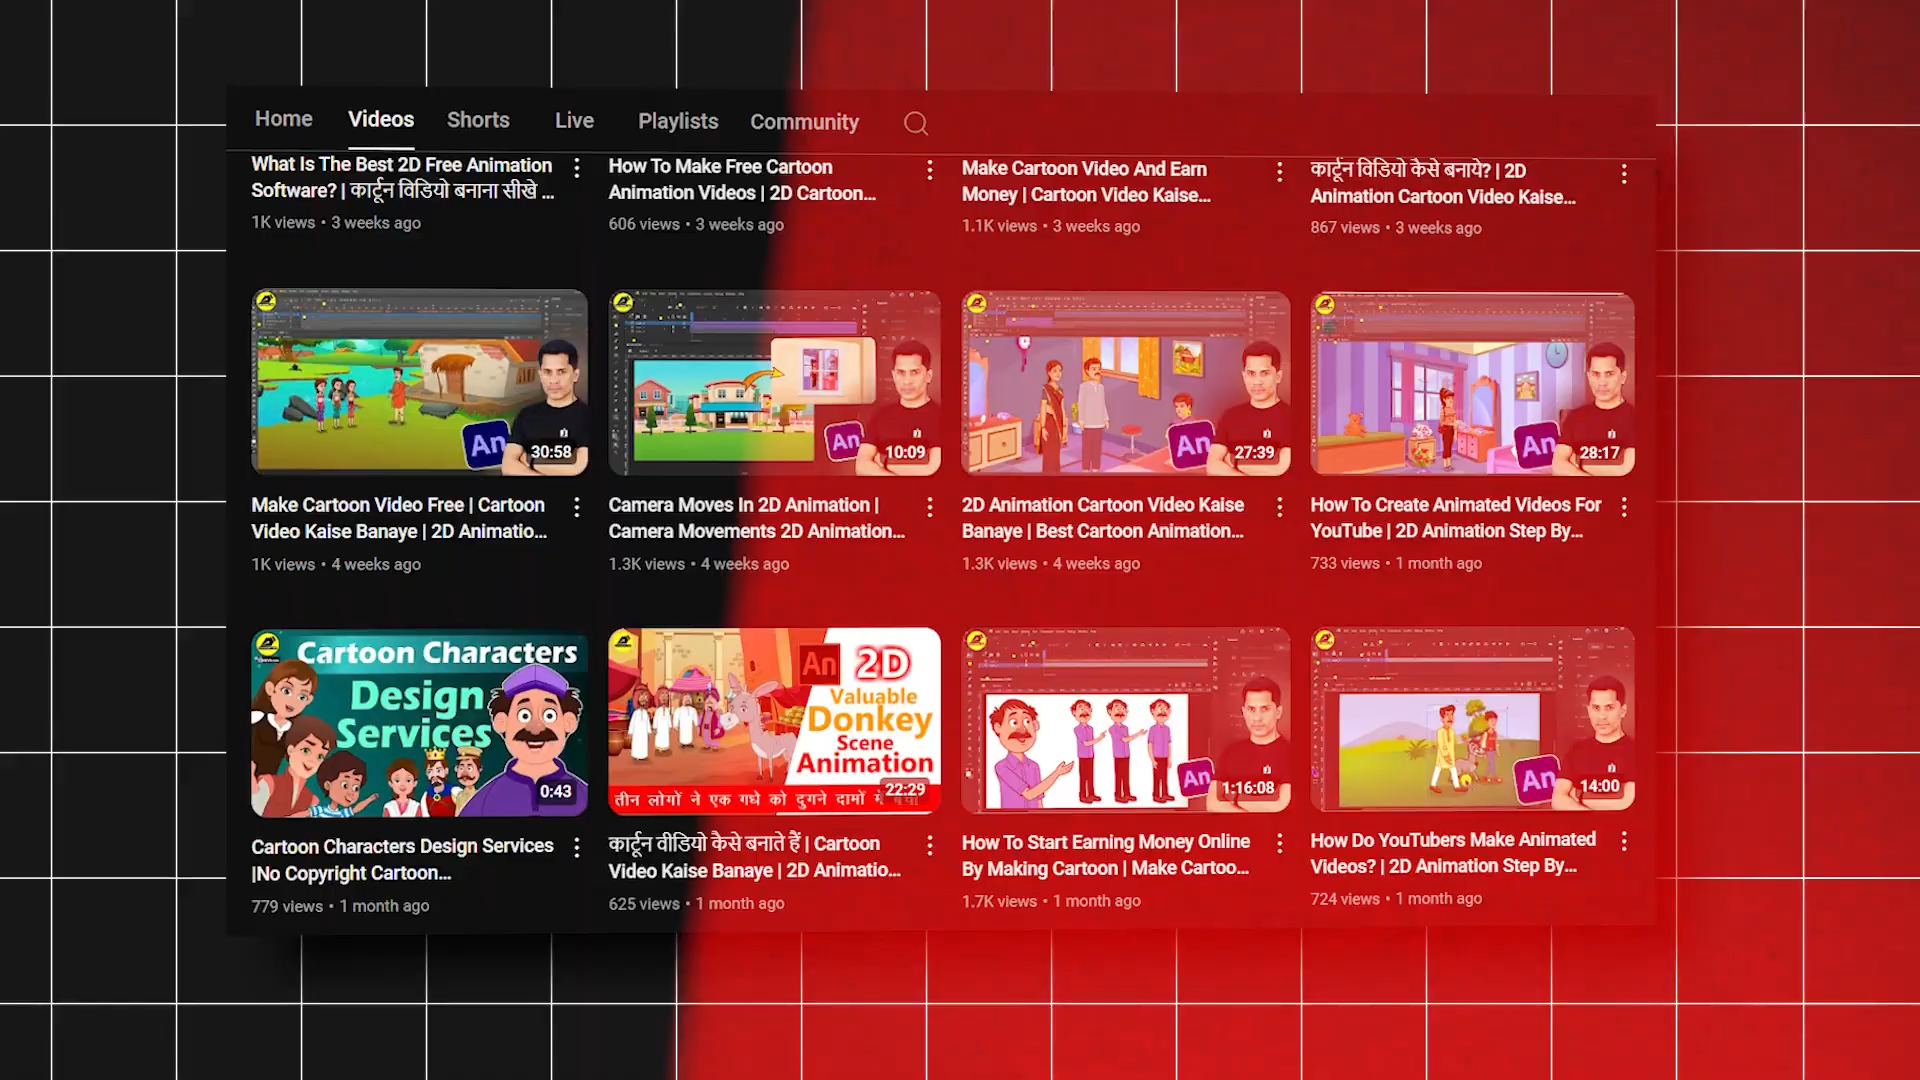 Home Videos Shorts Live Playlists Community
What Is The Best 2D Free Animation
Software? | कार्टून विडियो बनाना सीखे ...
1K views • 3 weeks ago
How To Make Free Cartoon
Animation Videos | 2D Cartoon...
606 views • 3 weeks ago
Make Cartoon Video And Earn
Money | Cartoon Video Kaise...
1.1K views • 3 weeks ago
कार्टून विडियो कैसे बनाये? | 2D
Animation Cartoon Video Kaise...
867 views • 3 weeks ago
An
30:58
An
10:09
An
27:39
An
28:17
Make Cartoon Video Free | Cartoon
Video Kaise Banaye | 2D Animatio...
1K views • 4 weeks ago
Camera Moves In 2D Animation |
Camera Movements 2D Animation...
1.3K views • 4 weeks ago
2D Animation Cartoon Video Kaise
Banaye | Best Cartoon Animation...
1.3K views • 4 weeks ago
How To Create Animated Videos For
YouTube | 2D Animation Step By...
733 views • 1 month ago
Cartoon Characters
Design
Services
0:43
An 2D
Valuable
Donkey
Scene
Animation
22:29
तीन लोगों ने एक गधे को दुगने दामों में
An
1:16:08
An
14:00
Cartoon Characters Design Services
|No Copyright Cartoon...
779 views • 1 month ago
कार्टून वीडियो कैसे बनाते हैं | Cartoon
Video Kaise Banaye | 2D Animatio...
625 views • 1 month ago
How To Start Earning Money Online
By Making Cartoon | Make Cartoo...
1.7K views • 1 month ago
How Do YouTubers Make Animated
Videos? | 2D Animation Step By...
724 views • 1 month ago